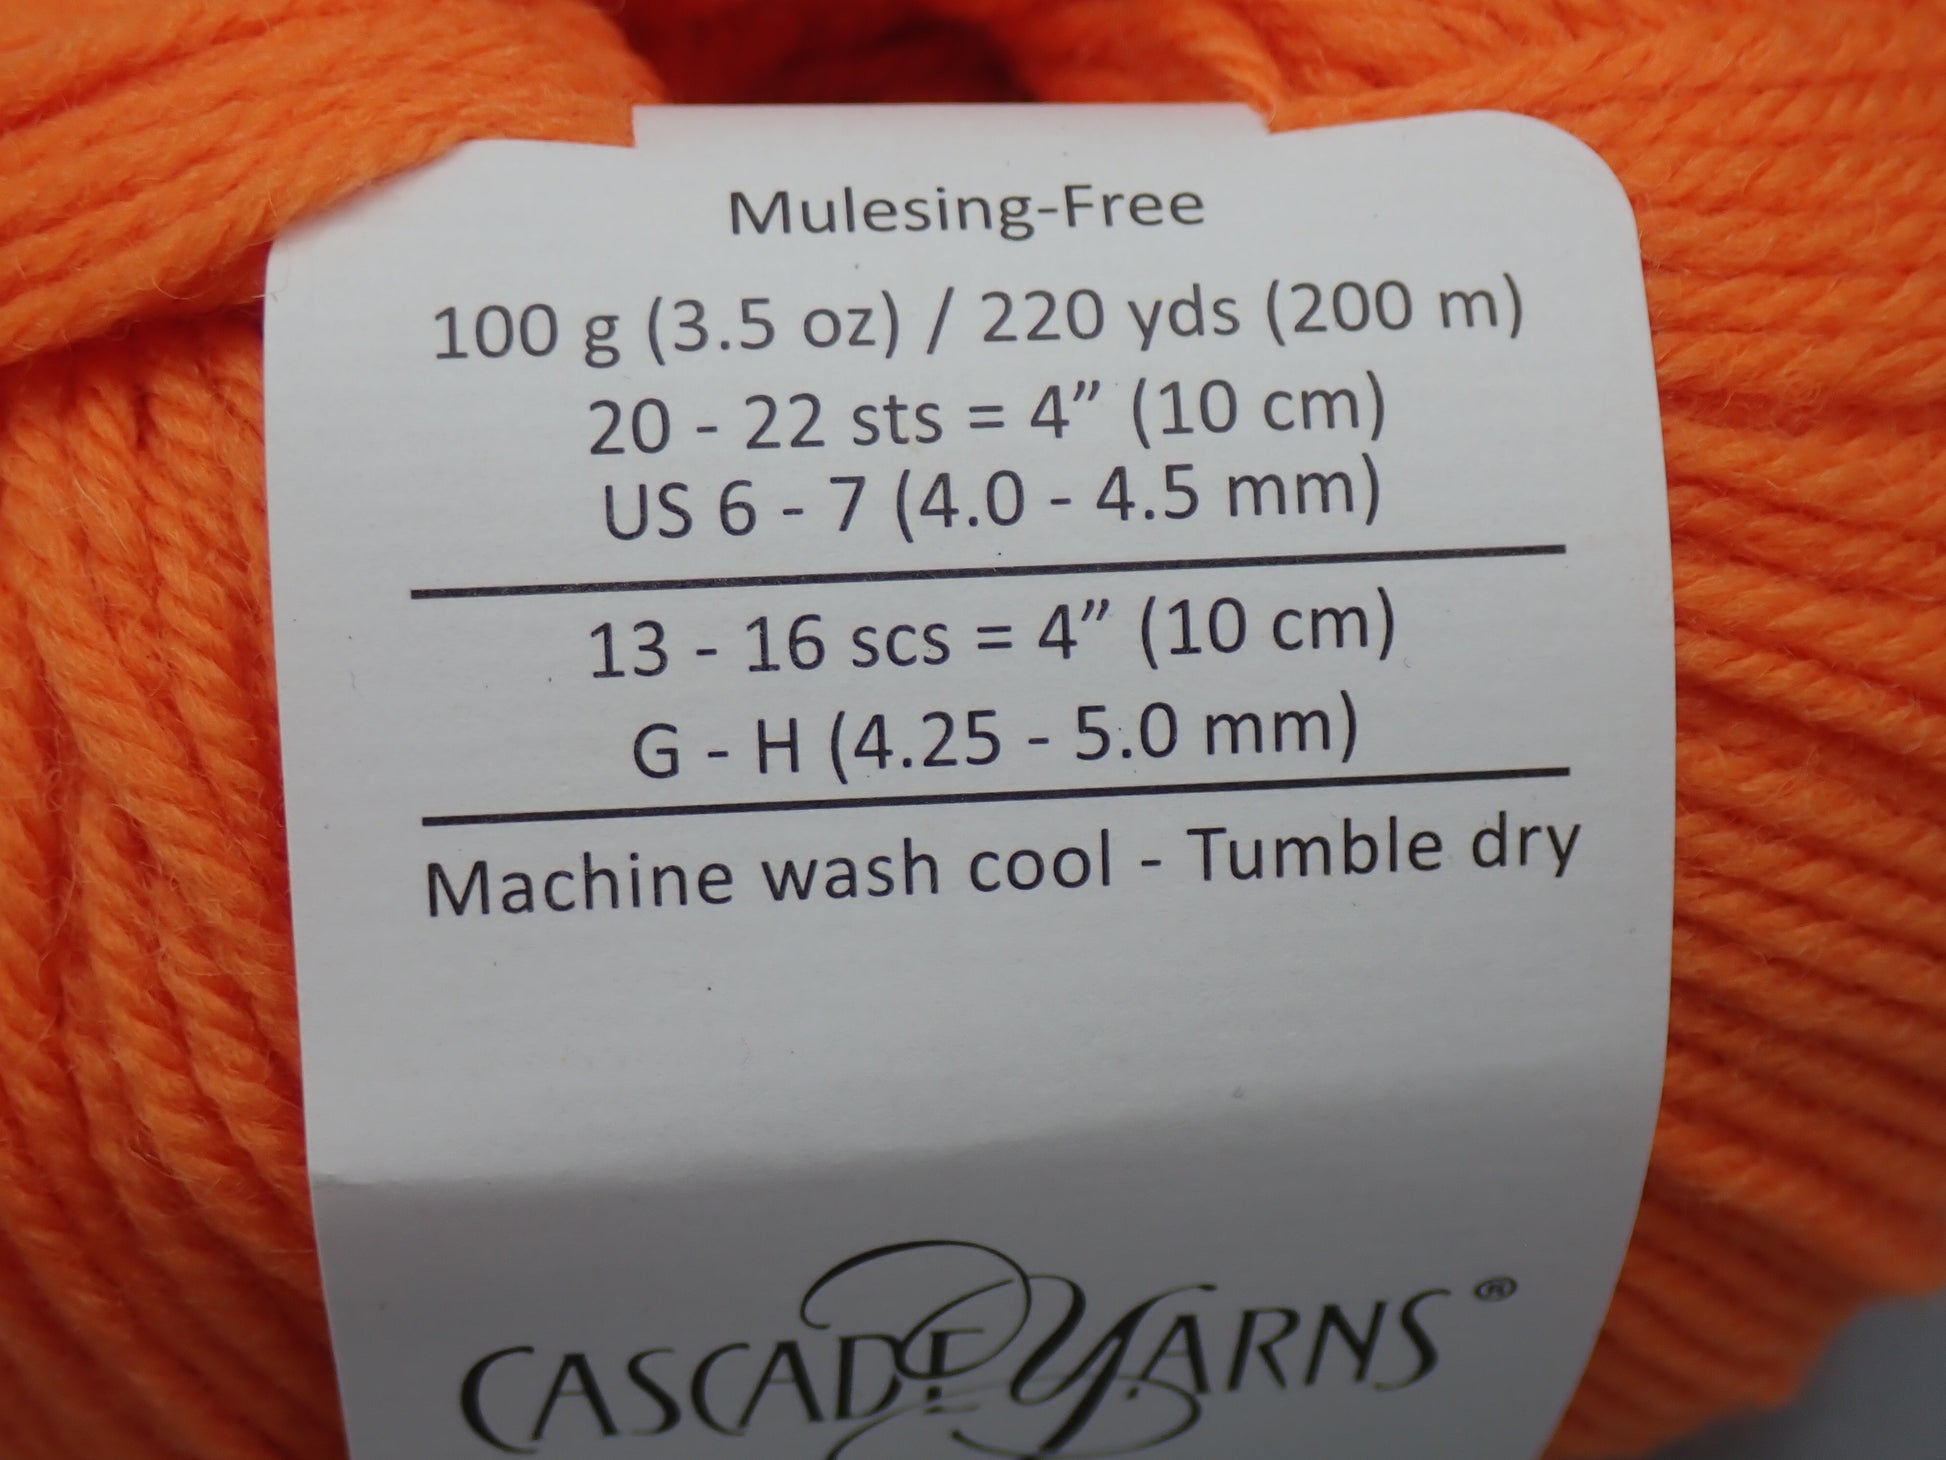 Mulesing-Free
100 g (3.5 oz) / 220 yds (200 m)
20 - 22 sts = 4” (10 cm)
US 6 - 7 (4.0 - 4.5 mm)
13 - 16 scs = 4” (10 cm)
G - H (4.25 - 5.0 mm)
Machine wash cool - Tumble dry
CASCADE YARNS®